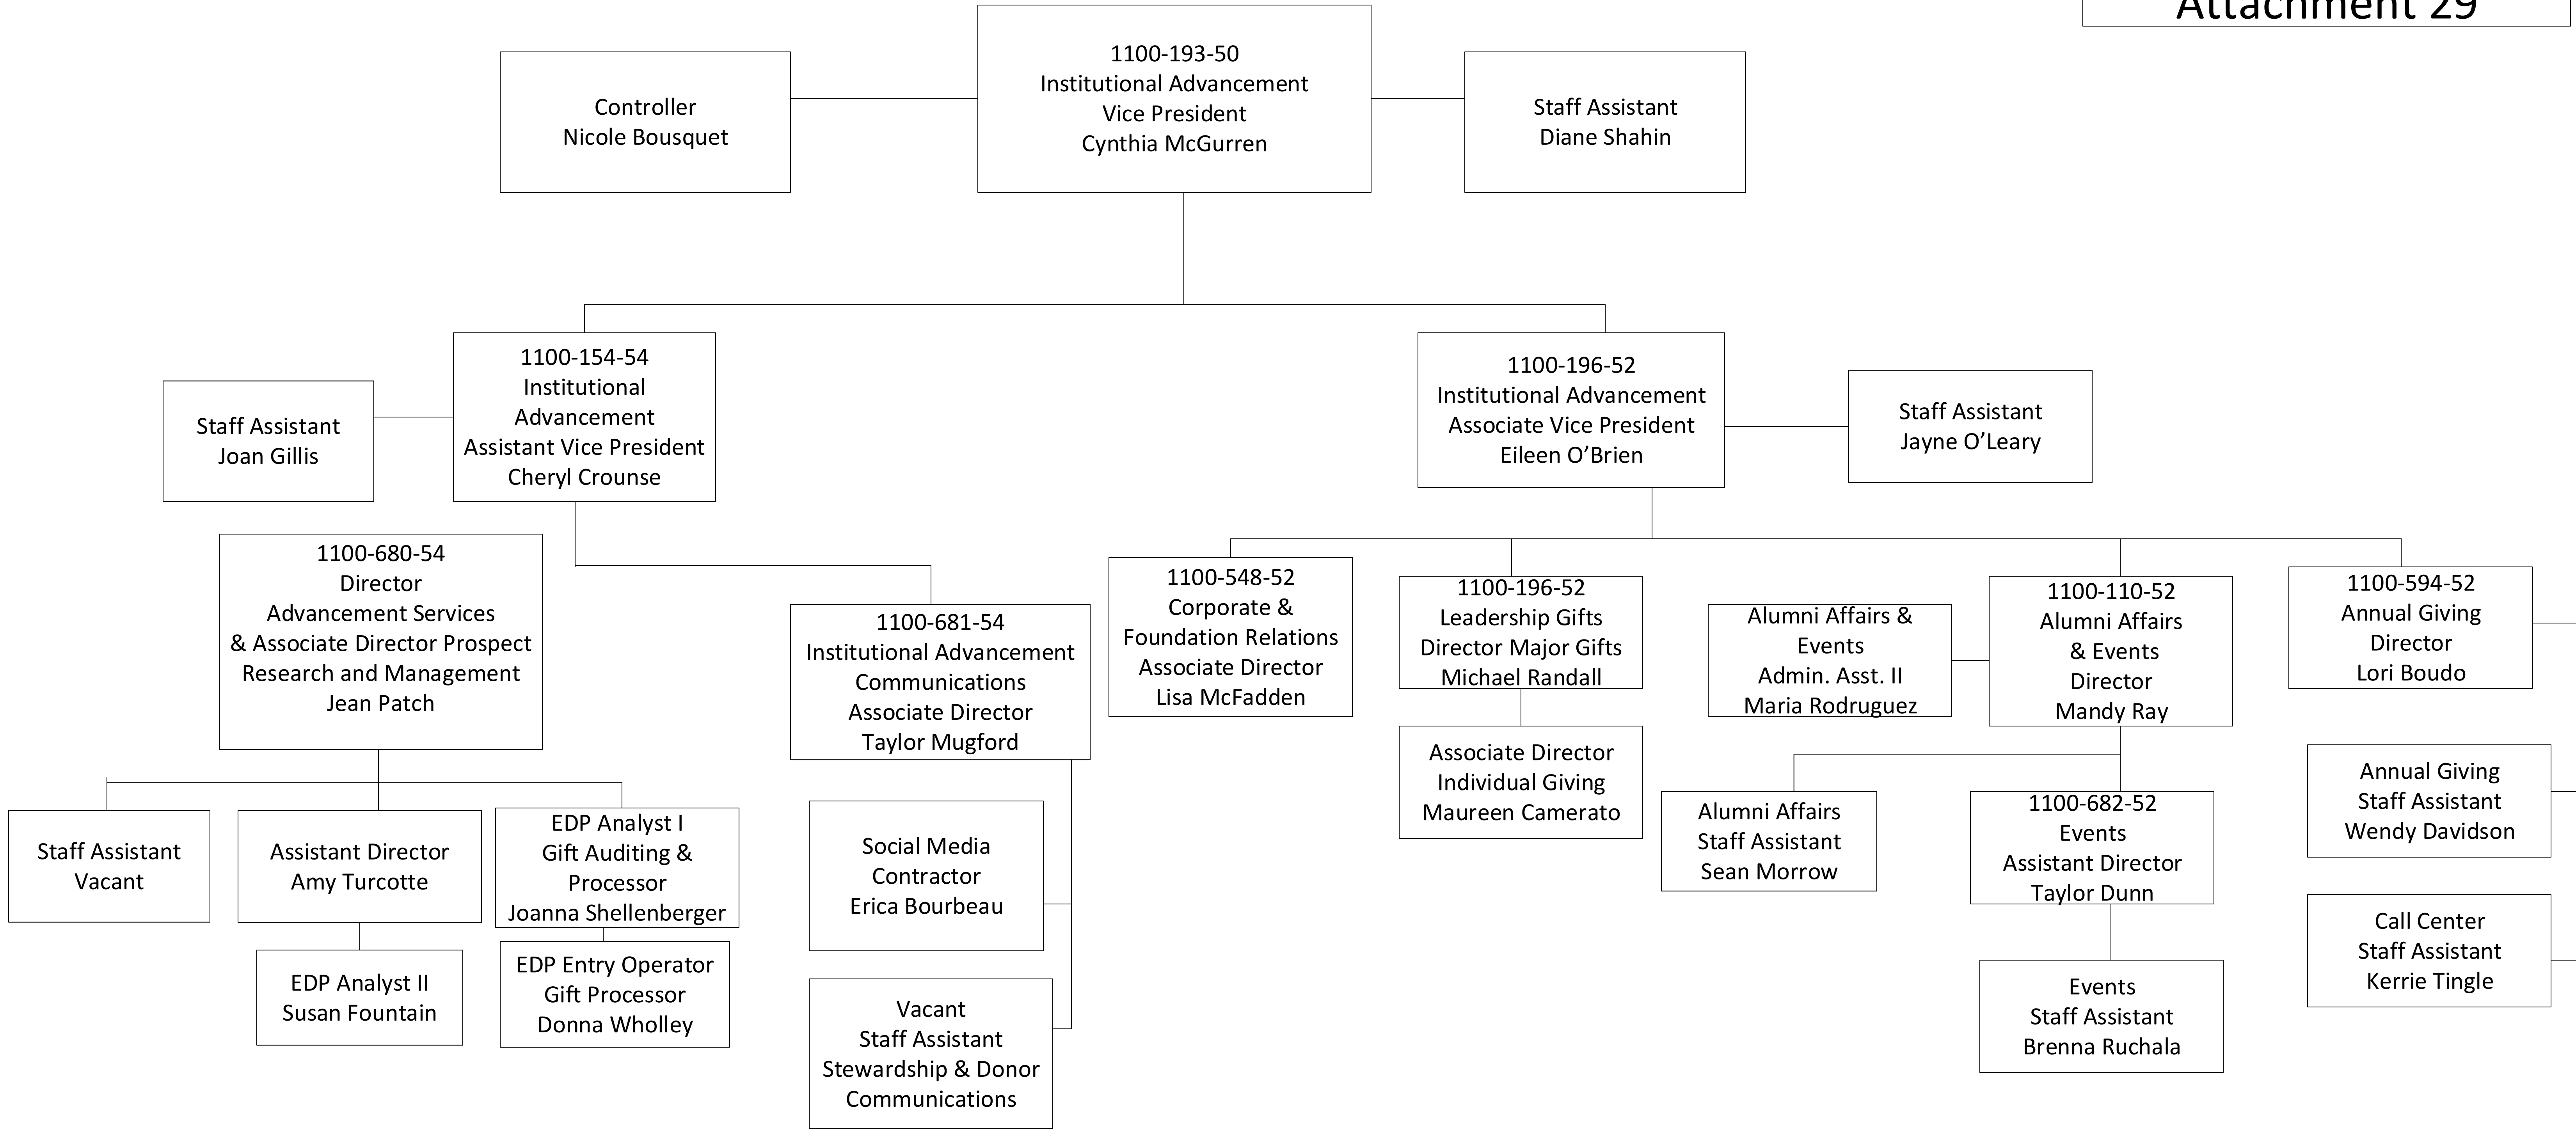 Attachment 29
1100-193-50
Institutional Advancement
Vice President
Cynthia McGurren
Controller
Nicole Bousquet
Staff Assistant
Diane Shahin
1100-154-54
Institutional
Advancement
Assistant Vice President
Cheryl Crounse
Staff Assistant
Joan Gillis
1100-196-52
Institutional Advancement
Associate Vice President
Eileen O’Brien
Staff Assistant
Jayne O’Leary
1100-680-54
Director
Advancement Services
& Associate Director Prospect
Research and Management
Jean Patch
1100-681-54
Institutional Advancement
Communications
Associate Director
Taylor Mugford
1100-548-52
Corporate &
Foundation Relations
Associate Director
Lisa McFadden
1100-196-52
Leadership Gifts
Director Major Gifts
Michael Randall
Alumni Affairs &
Events
Admin. Asst. II
Maria Rodruguez
1100-110-52
Alumni Affairs
& Events
Director
Mandy Ray
1100-594-52
Annual Giving
Director
Lori Boudo
Staff Assistant
Vacant
Assistant Director
Amy Turcotte
EDP Analyst I
Gift Auditing &
Processor
Joanna Shellenberger
EDP Analyst II
Susan Fountain
EDP Entry Operator
Gift Processor
Donna Wholley
Social Media
Contractor
Erica Bourbeau
Vacant
Staff Assistant
Stewardship & Donor
Communications
Associate Director
Individual Giving
Maureen Camerato
Alumni Affairs
Staff Assistant
Sean Morrow
1100-682-52
Events
Assistant Director
Taylor Dunn
Events
Staff Assistant
Brenna Ruchala
Annual Giving
Staff Assistant
Wendy Davidson
Call Center
Staff Assistant
Kerrie Tingle